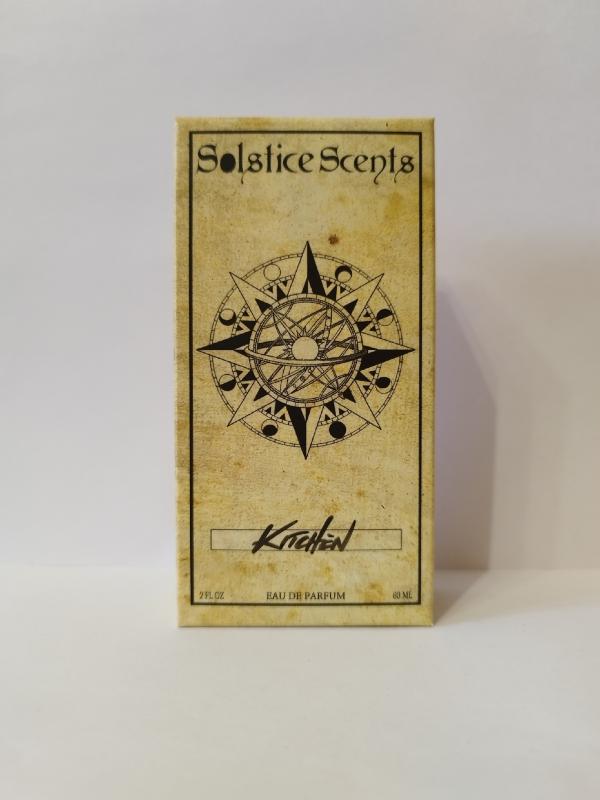 Solstice Scents
KITCHEN
2 FL OZ EAU DE PARFUM 60 ML